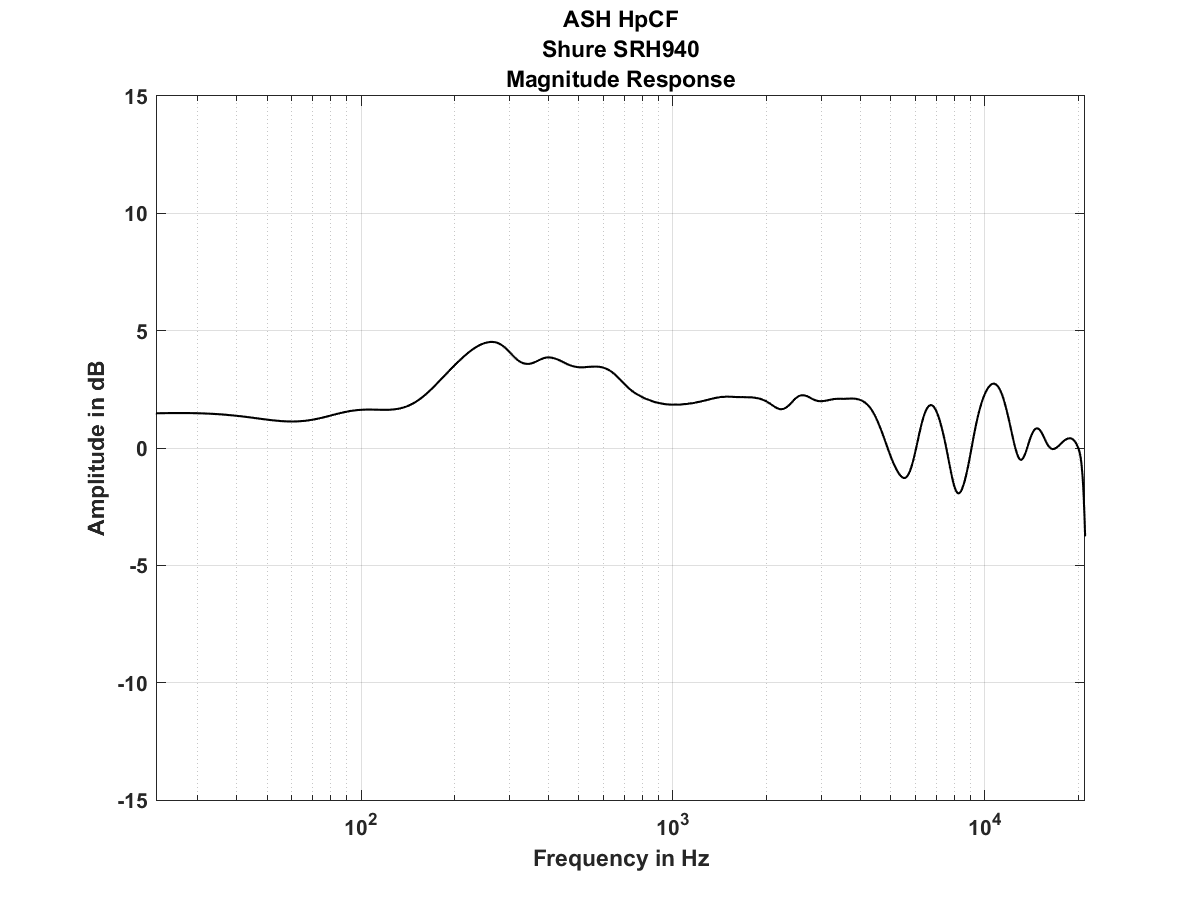 ASH HpCF
Shure SRH940
Magnitude Response
15
10
5
0
-5
-10
-15
Amplitude in dB
10²
10³
10⁴
Frequency in Hz